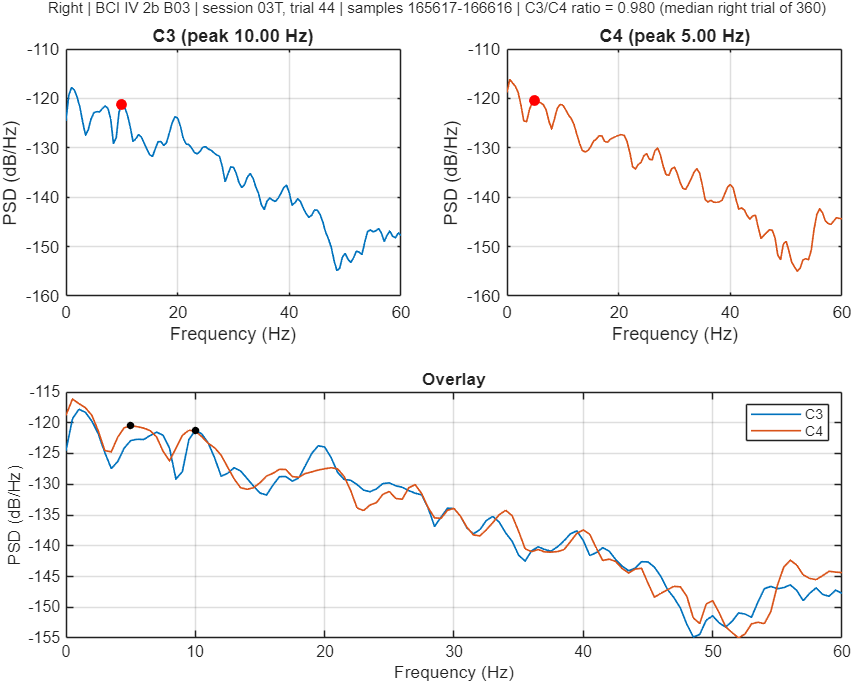 Right | BCI IV 2b B03 | session 03T, trial 44 | samples 165617-166616 | C3/C4 ratio = 0.980 (median right trial of 360)
C3 (peak 10.00 Hz)
-110
-120
-130
-140
-150
-160
PSD (dB/Hz)
0 20 40 60
Frequency (Hz)
C4 (peak 5.00 Hz)
-110
-120
-130
-140
-150
-160
PSD (dB/Hz)
0 20 40 60
Frequency (Hz)
Overlay
-115
-120
-125
-130
-135
-140
-145
-150
-155
PSD (dB/Hz)
C3
C4
0 10 20 30 40 50 60
Frequency (Hz)